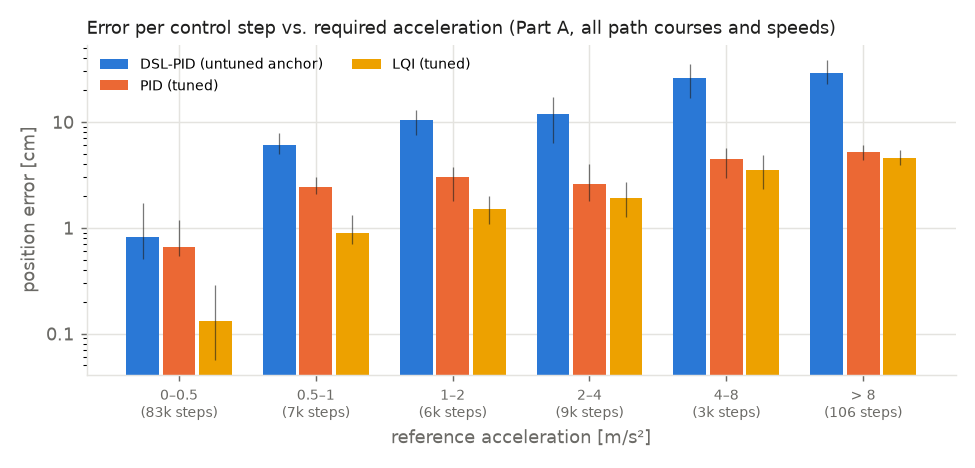 Error per control step vs. required acceleration (Part A, all path courses and speeds)
DSL-PID (untuned anchor)
PID (tuned)
LQI (tuned)
position error [cm]
10
1
0.1
0–0.5
(83k steps)
0.5–1
(7k steps)
1–2
(6k steps)
2–4
(9k steps)
4–8
(3k steps)
> 8
(106 steps)
reference acceleration [m/s²]